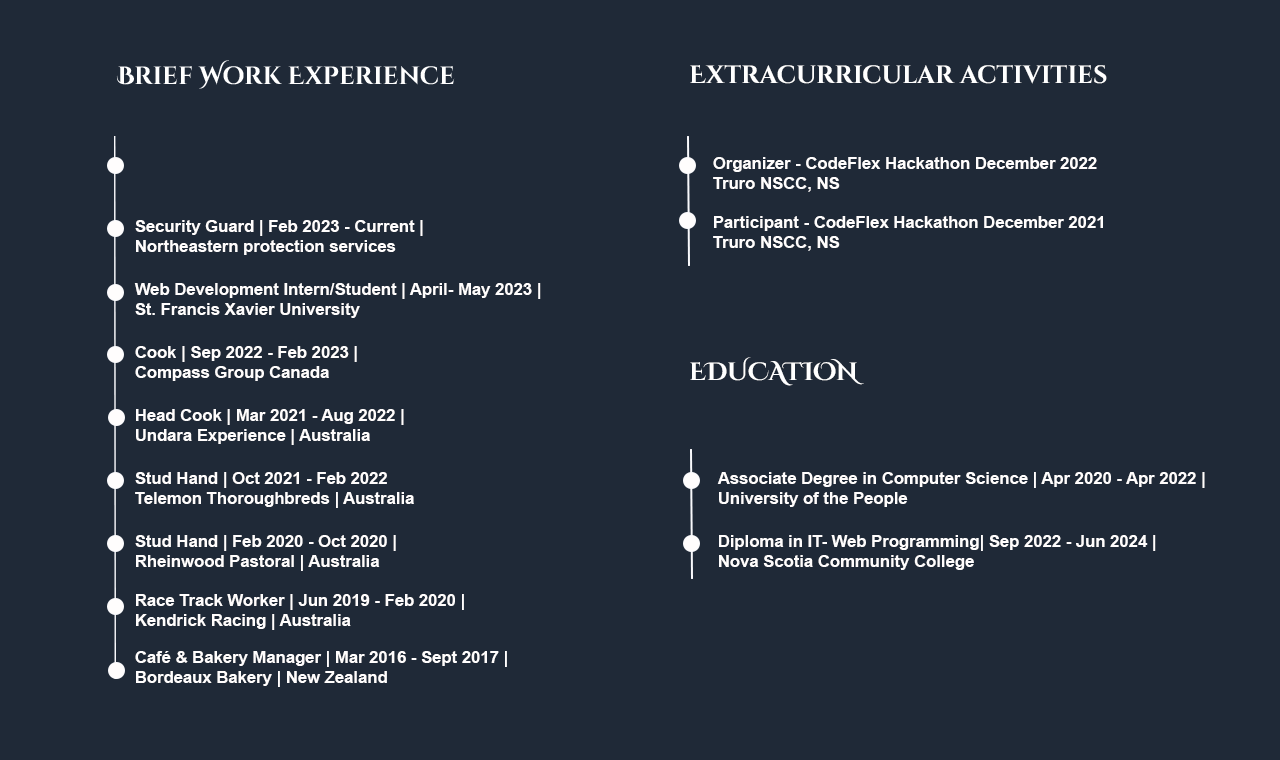 Brief Work Experience
Security Guard | Feb 2023 - Current |
Northeastern protection services
Web Development Intern/Student | April- May 2023 |
St. Francis Xavier University
Cook | Sep 2022 - Feb 2023 |
Compass Group Canada
Head Cook | Mar 2021 - Aug 2022 |
Undara Experience | Australia
Stud Hand | Oct 2021 - Feb 2022
Telemon Thoroughbreds | Australia
Stud Hand | Feb 2020 - Oct 2020 |
Rheinwood Pastoral | Australia
Race Track Worker | Jun 2019 - Feb 2020 |
Kendrick Racing | Australia
Café & Bakery Manager | Mar 2016 - Sept 2017 |
Bordeaux Bakery | New Zealand
Extracurricular activities
Organizer - CodeFlex Hackathon December 2022
Truro NSCC, NS
Participant - CodeFlex Hackathon December 2021
Truro NSCC, NS
Education
Associate Degree in Computer Science | Apr 2020 - Apr 2022 |
University of the People
Diploma in IT- Web Programming| Sep 2022 - Jun 2024 |
Nova Scotia Community College